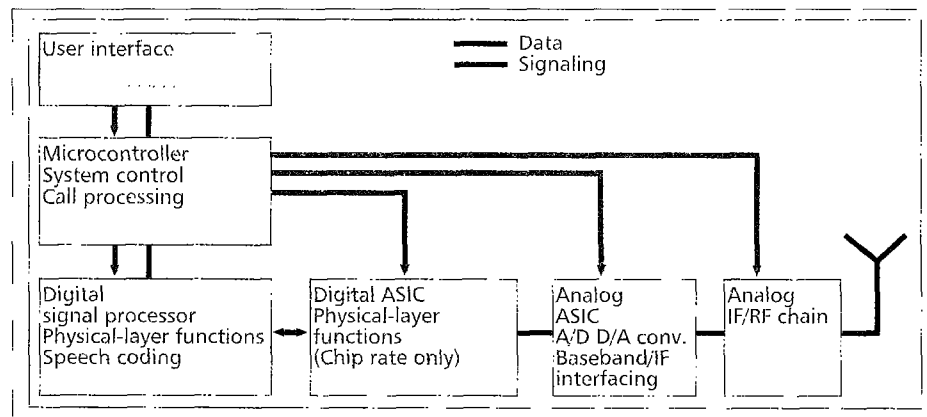 User interface
Data
Signaling
Microcontroller
System control
Call processing
Digital
signal processor
Physical-layer functions
Speech coding
Digital ASIC
Physical-layer
functions
(Chip rate only)
Analog
ASIC
A/D D/A conv.
Baseband/IF
interfacing
Analog
IF/RF chain